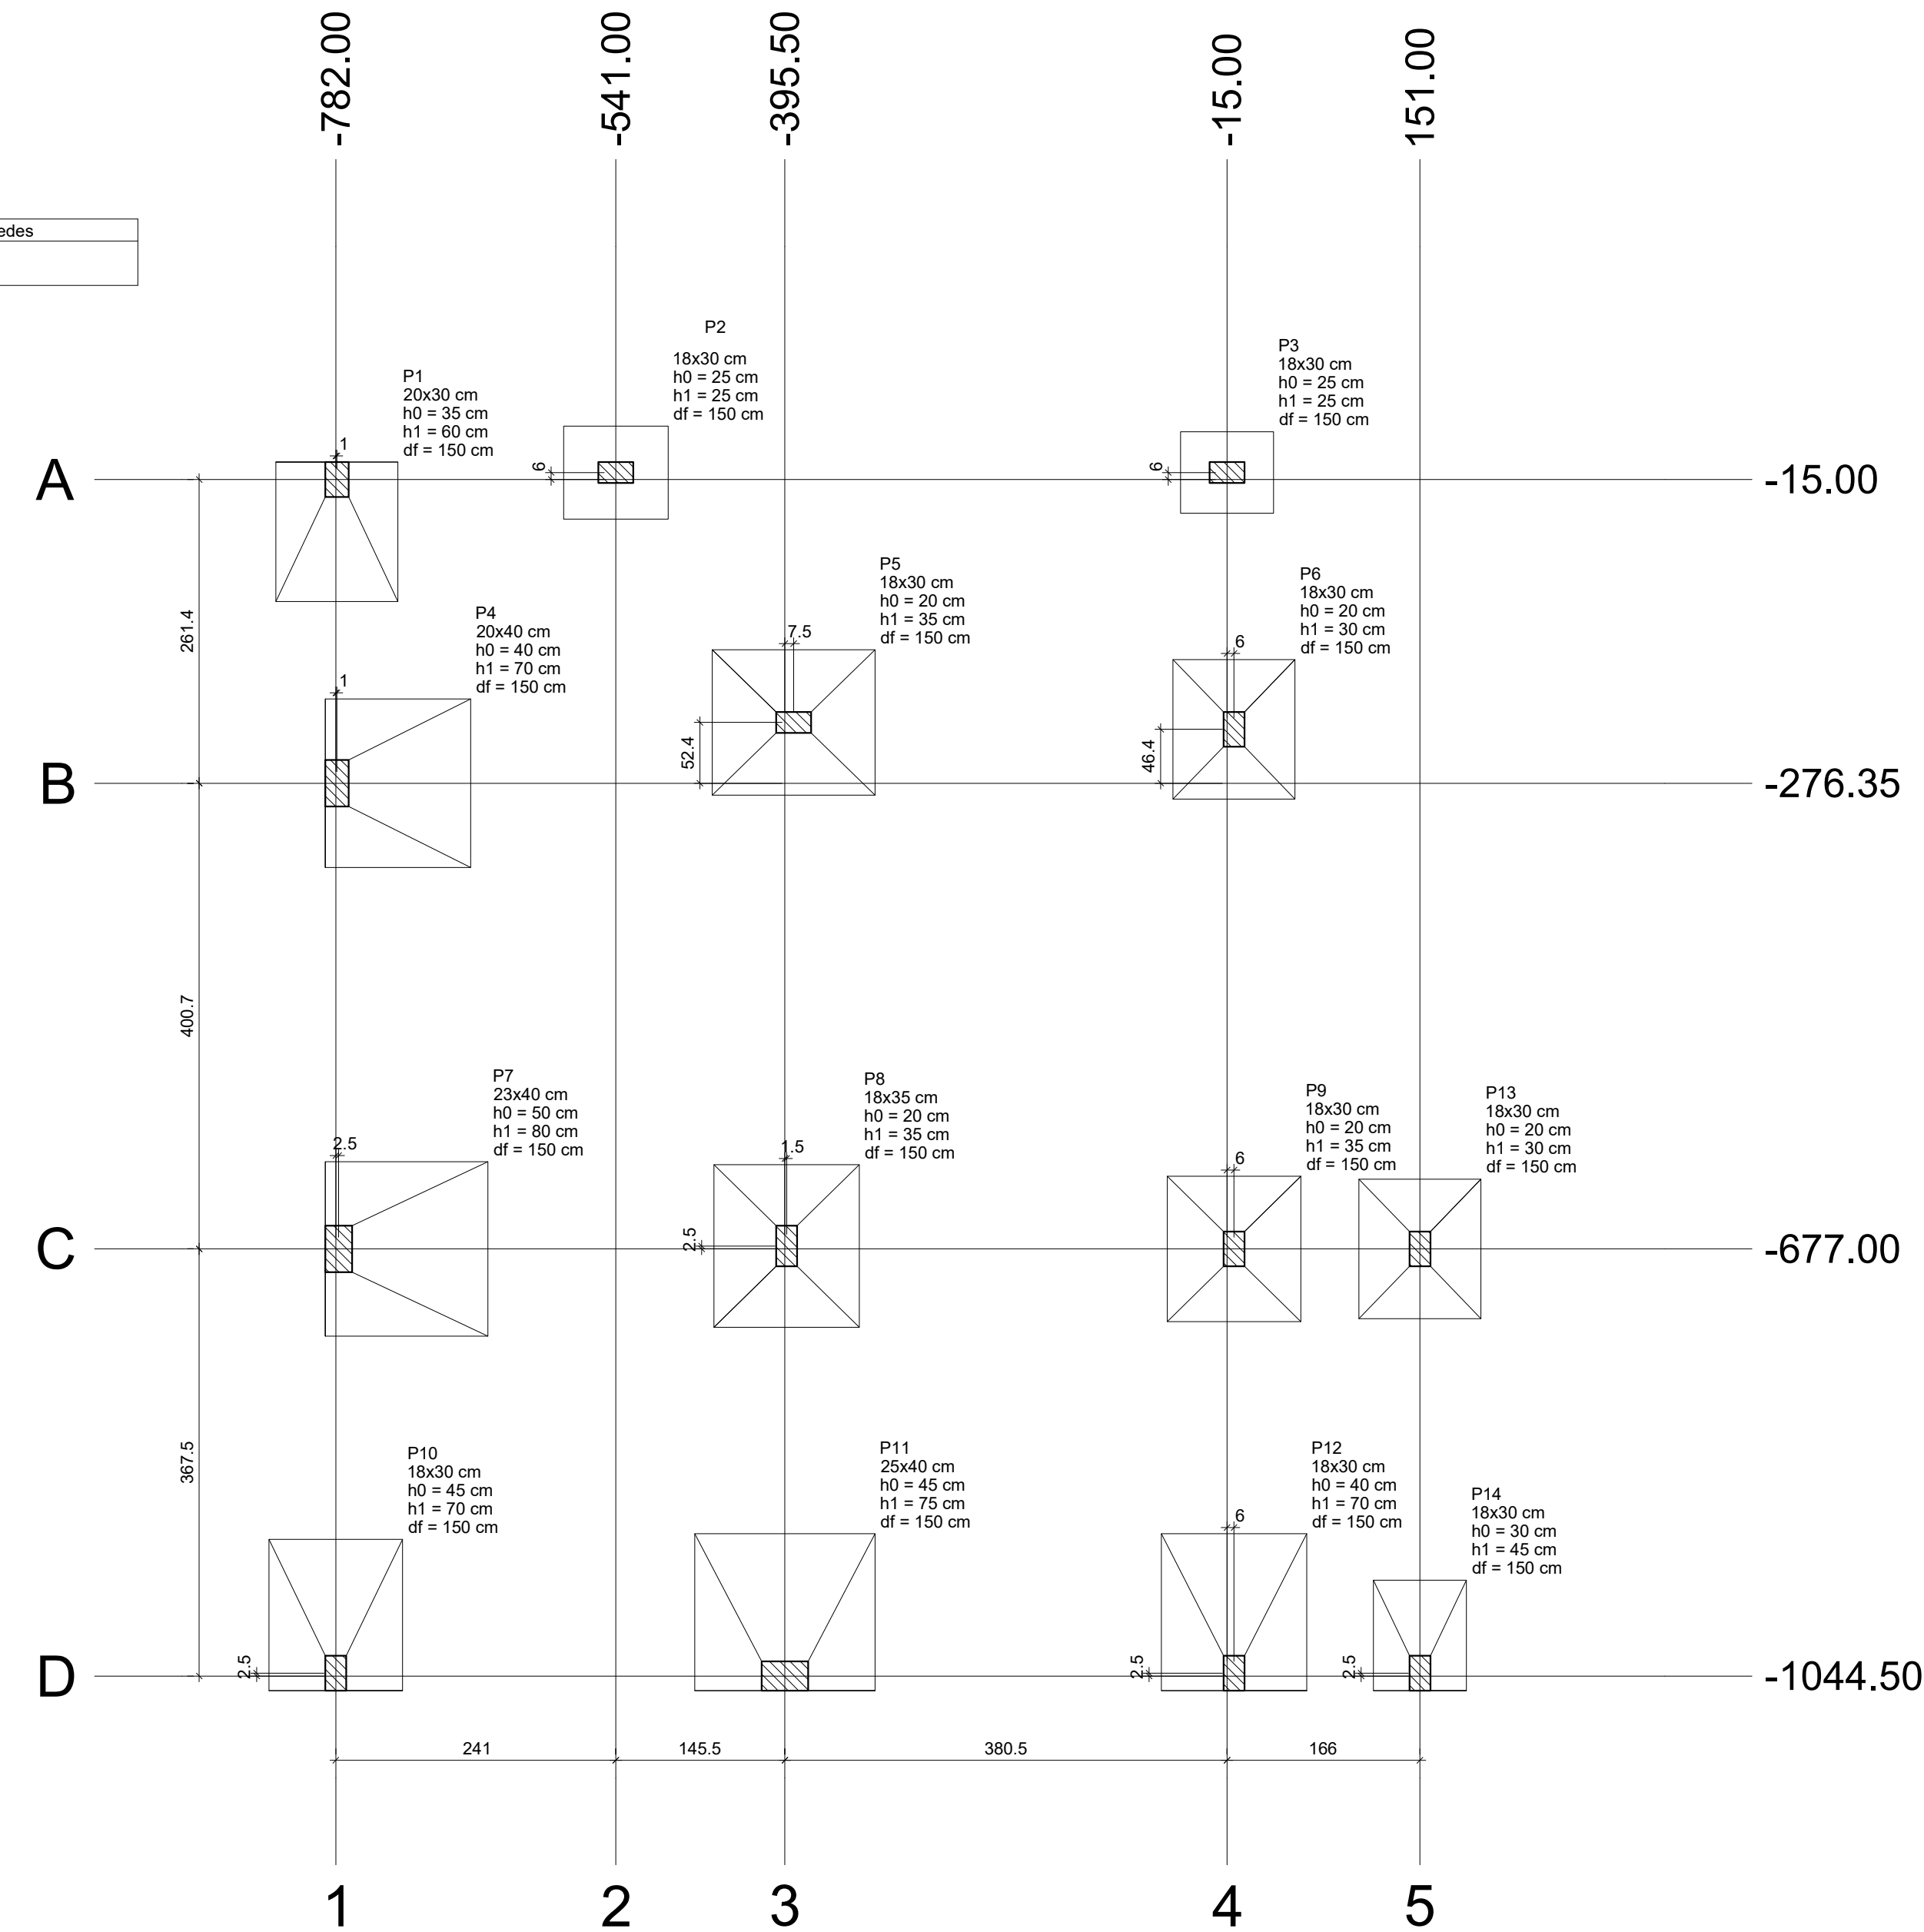 -782.00
-541.00
-395.50
-15.00
151.00
edes
P1
20x30 cm
h0 = 35 cm
h1 = 60 cm
df = 150 cm
1
P2
18x30 cm
h0 = 25 cm
h1 = 25 cm
df = 150 cm
6
P3
18x30 cm
h0 = 25 cm
h1 = 25 cm
df = 150 cm
6
A
-15.00
261.4
P4
20x40 cm
h0 = 40 cm
h1 = 70 cm
df = 150 cm
1
P5
18x30 cm
h0 = 20 cm
h1 = 35 cm
df = 150 cm
7.5
52.4
P6
18x30 cm
h0 = 20 cm
h1 = 30 cm
df = 150 cm
6
46.4
B
-276.35
400.7
P7
23x40 cm
h0 = 50 cm
h1 = 80 cm
df = 150 cm
2.5
P8
18x35 cm
h0 = 20 cm
h1 = 35 cm
df = 150 cm
1.5
2.5
P9
18x30 cm
h0 = 20 cm
h1 = 35 cm
df = 150 cm
6
P13
18x30 cm
h0 = 20 cm
h1 = 30 cm
df = 150 cm
C
-677.00
367.5
P10
18x30 cm
h0 = 45 cm
h1 = 70 cm
df = 150 cm
2.5
P11
25x40 cm
h0 = 45 cm
h1 = 75 cm
df = 150 cm
P12
18x30 cm
h0 = 40 cm
h1 = 70 cm
df = 150 cm
6
2.5
P14
18x30 cm
h0 = 30 cm
h1 = 45 cm
df = 150 cm
2.5
D
-1044.50
241
145.5
380.5
166
1
2
3
4
5